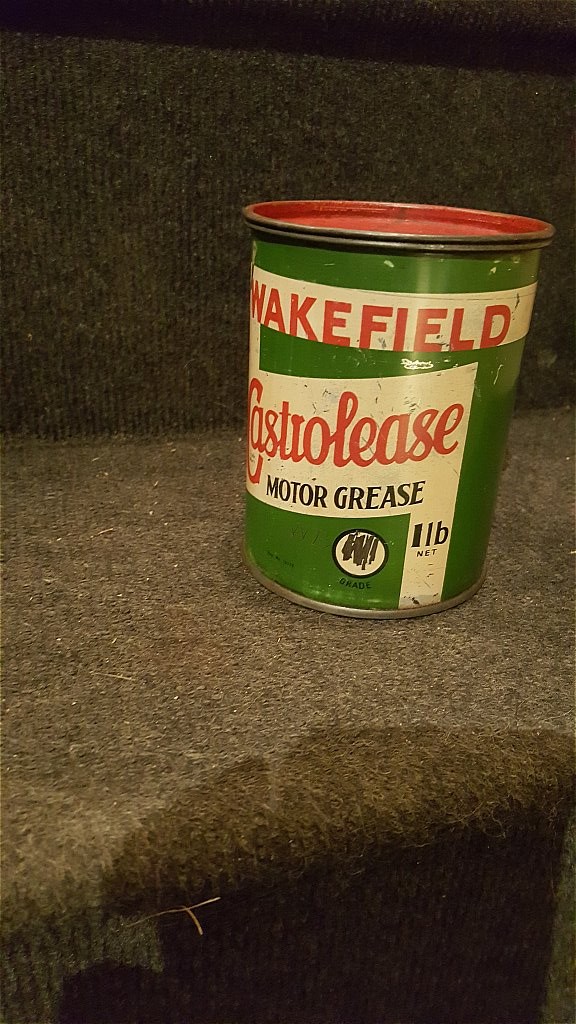 WAKEFIELD
Castrolease
MOTOR GREASE
1lb
NET
GRADE